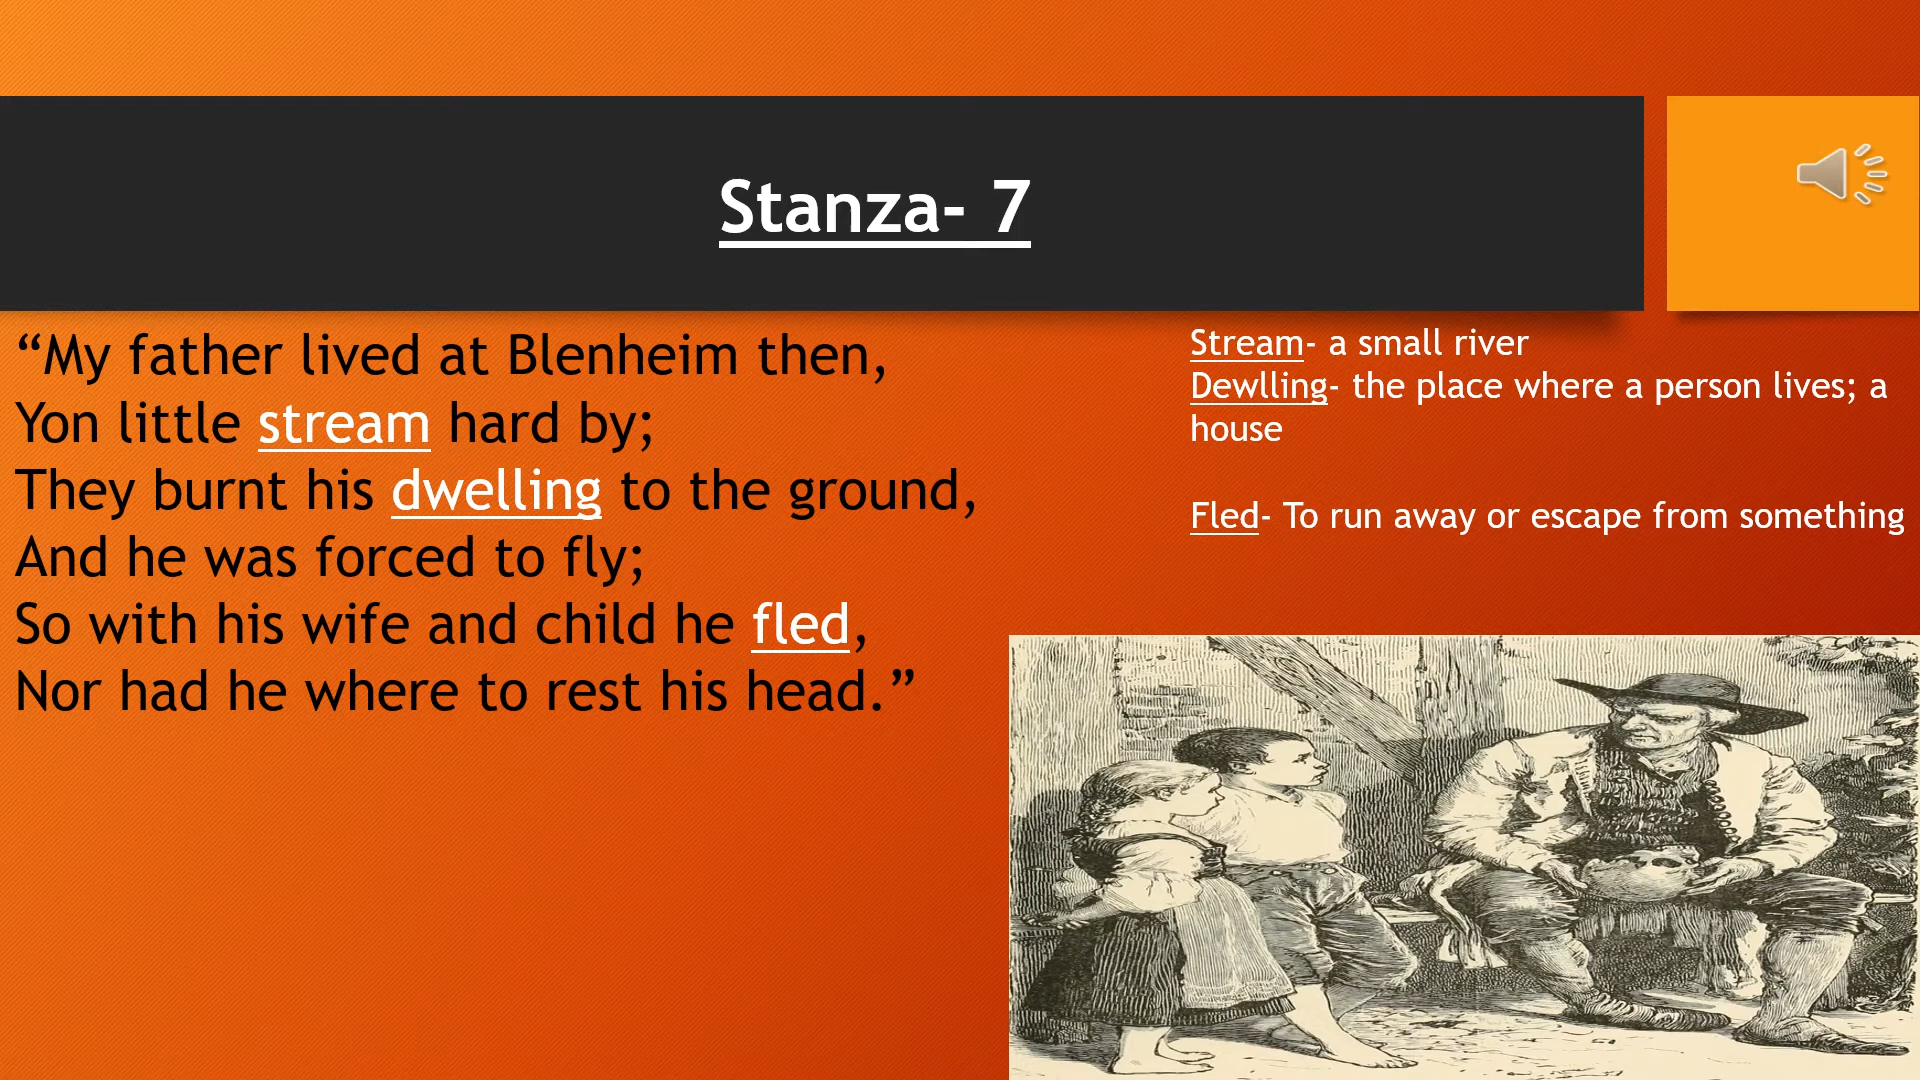 Stanza- 7
“My father lived at Blenheim then,
Yon little stream hard by;
They burnt his dwelling to the ground,
And he was forced to fly;
So with his wife and child he fled,
Nor had he where to rest his head.”
Stream- a small river
Dewlling- the place where a person lives; a
house
Fled- To run away or escape from something